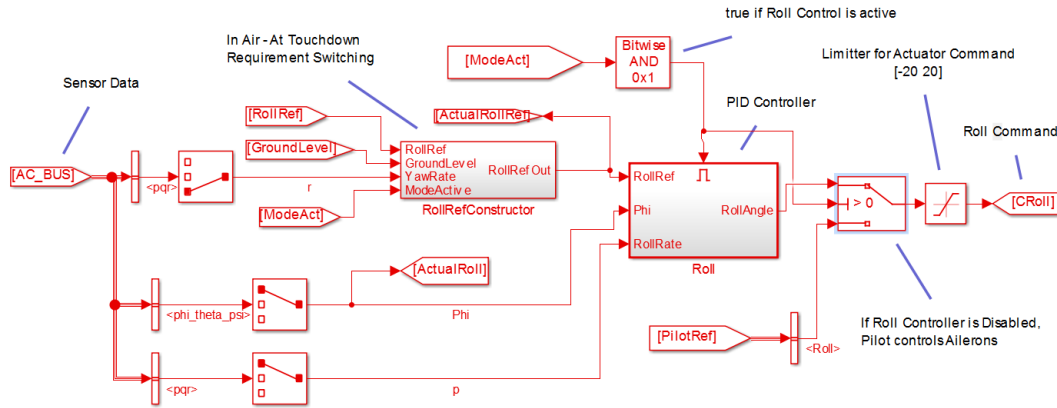 true if Roll Control is active
In Air - At Touchdown
Requirement Switching
Bitwise
AND
0x1
[ModeAct]
Limitter for Actuator Command
[-20 20]
Sensor Data
PID Controller
Roll Command
[RollRef]
[ActualRollRef]
[GroundLevel]
RollRef
GroundLevel
YawRate
ModeActive
RollRef Out
RollRefConstructor
[AC_BUS]
<pqr>
r
[ModeAct]
RollRef
Phi
RollRate
RollAngle
Roll
> 0
[CRoll]
[ActualRoll]
<phi_theta_psi>
Phi
[PilotRef]
<Roll>
If Roll Controller is Disabled,
Pilot controls Ailerons
<pqr>
p